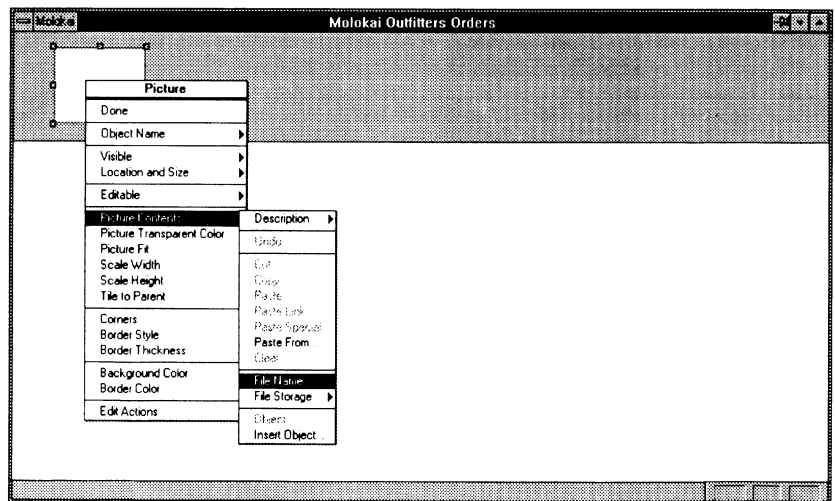 Molokai
Molokai Outfitters Orders
Picture
Done
Object Name
Visible
Location and Size
Editable
Picture Contents
Picture Transparent Color
Picture Fit
Scale Width
Scale Height
Tile to Parent
Corners
Border Style
Border Thickness
Background Color
Border Color
Edit Actions
Description
Undo
Cut
Copy
Paste
Paste Link
Paste Special
Paste From...
Clear
File Name
File Storage
Object
Insert Object...